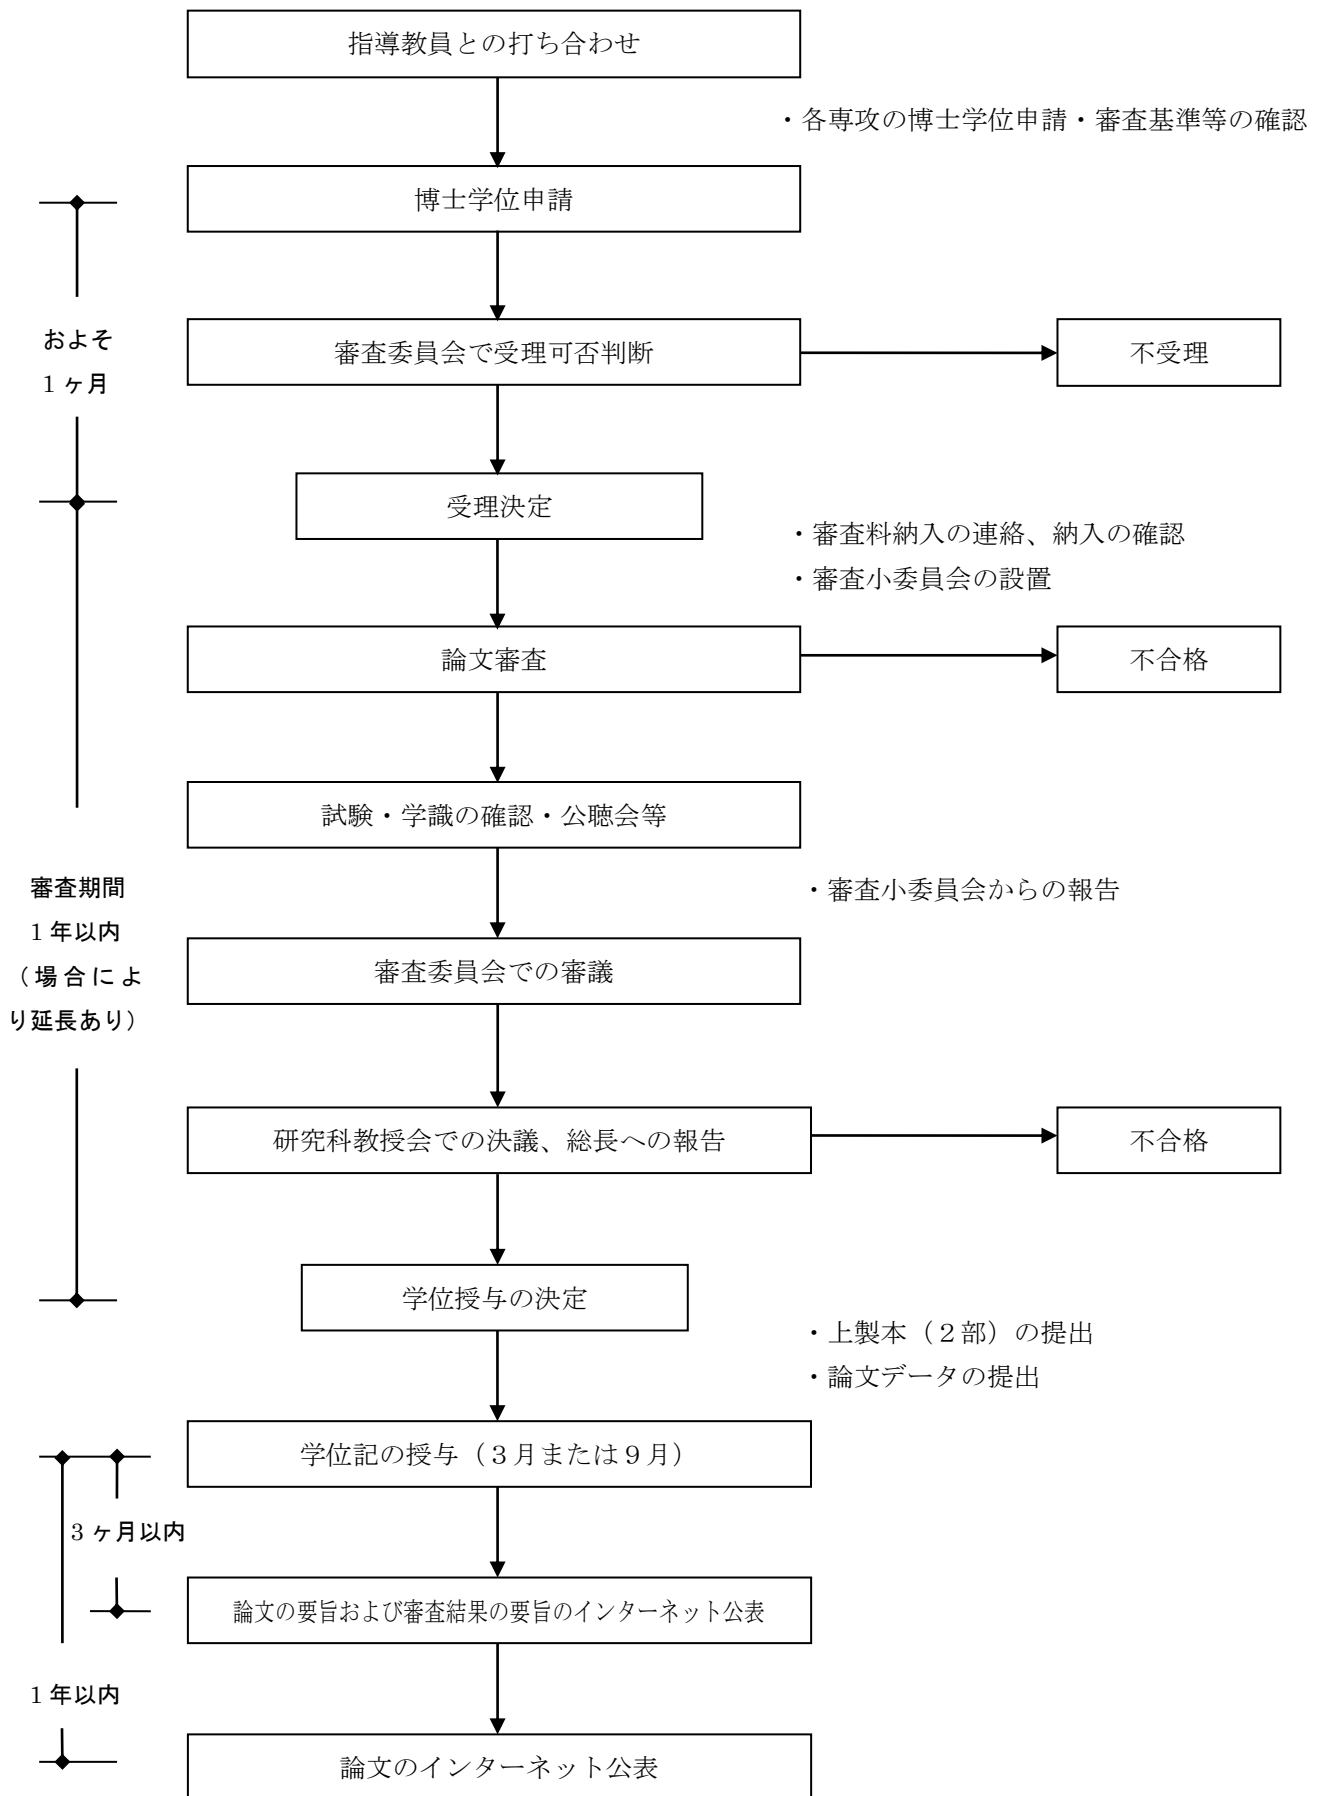 指導教員との打ち合わせ
・各専攻の博士学位申請・審査基準等の確認
博士学位申請
およそ
1ヶ月
審査委員会で受理可否判断
不受理
受理決定
・審査料納入の連絡、納入の確認
・審査小委員会の設置
論文審査
不合格
試験・学識の確認・公聴会等
審査期間
1年以内
（場合によ
り延長あり）
・審査小委員会からの報告
審査委員会での審議
研究科教授会での決議、総長への報告
不合格
学位授与の決定
・上製本（２部）の提出
・論文データの提出
学位記の授与（３月または９月）
3ヶ月以内
論文の要旨および審査結果の要旨のインターネット公表
1年以内
論文のインターネット公表